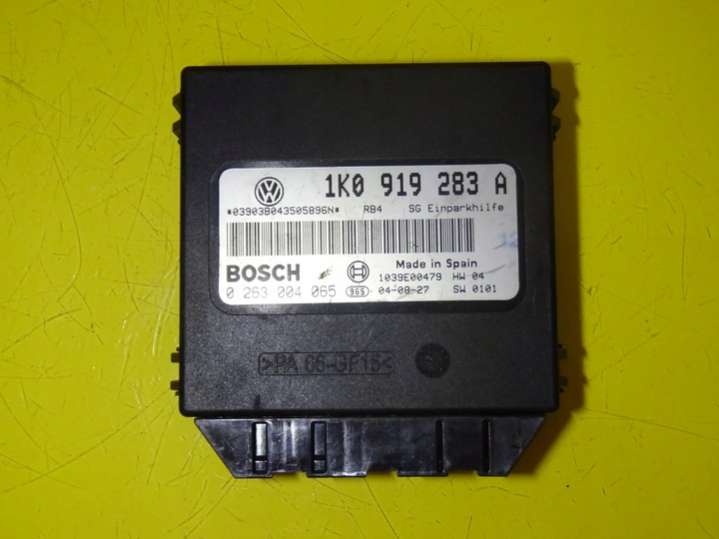 1K0 919 283 A
*03903B043505896N* RB4 SG Einparkhilfe
Made in Spain
BOSCH 1039E00479 HW 04
0 263 004 065 965 04-08-27 SW 0101
>PA 66-GF15<